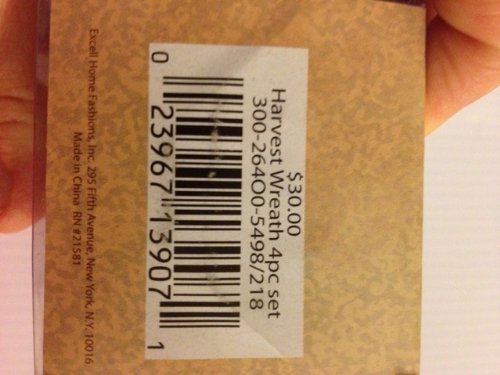 $30.00
Harvest Wreath 4pc set
300-26400-5498/218
0 23967 13907 1
Excell Home Fashions, Inc. 295 Fifth Avenue, New York, N.Y. 10016
Made in China RN #21581